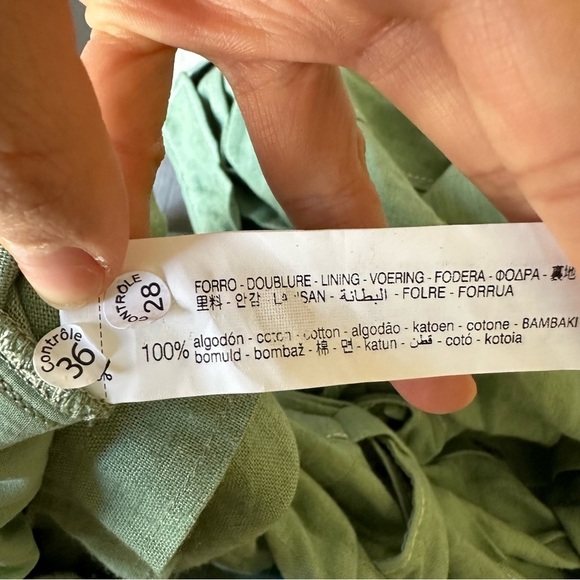 CONTRÔLE
28
Contrôle
36
FORRO - DOUBLURE - LINING - VOERING - FODERA - ΦΟΔΡΑ - 裏地
里料 - 안감 - البطانة - FOLRE - FORRUA
100% algodón - coton - cotton - algodão - katoen - cotone - BAMBAKI
bomuld - bombaž - 棉 - 면 - katun - قطن - cotó - kotoia